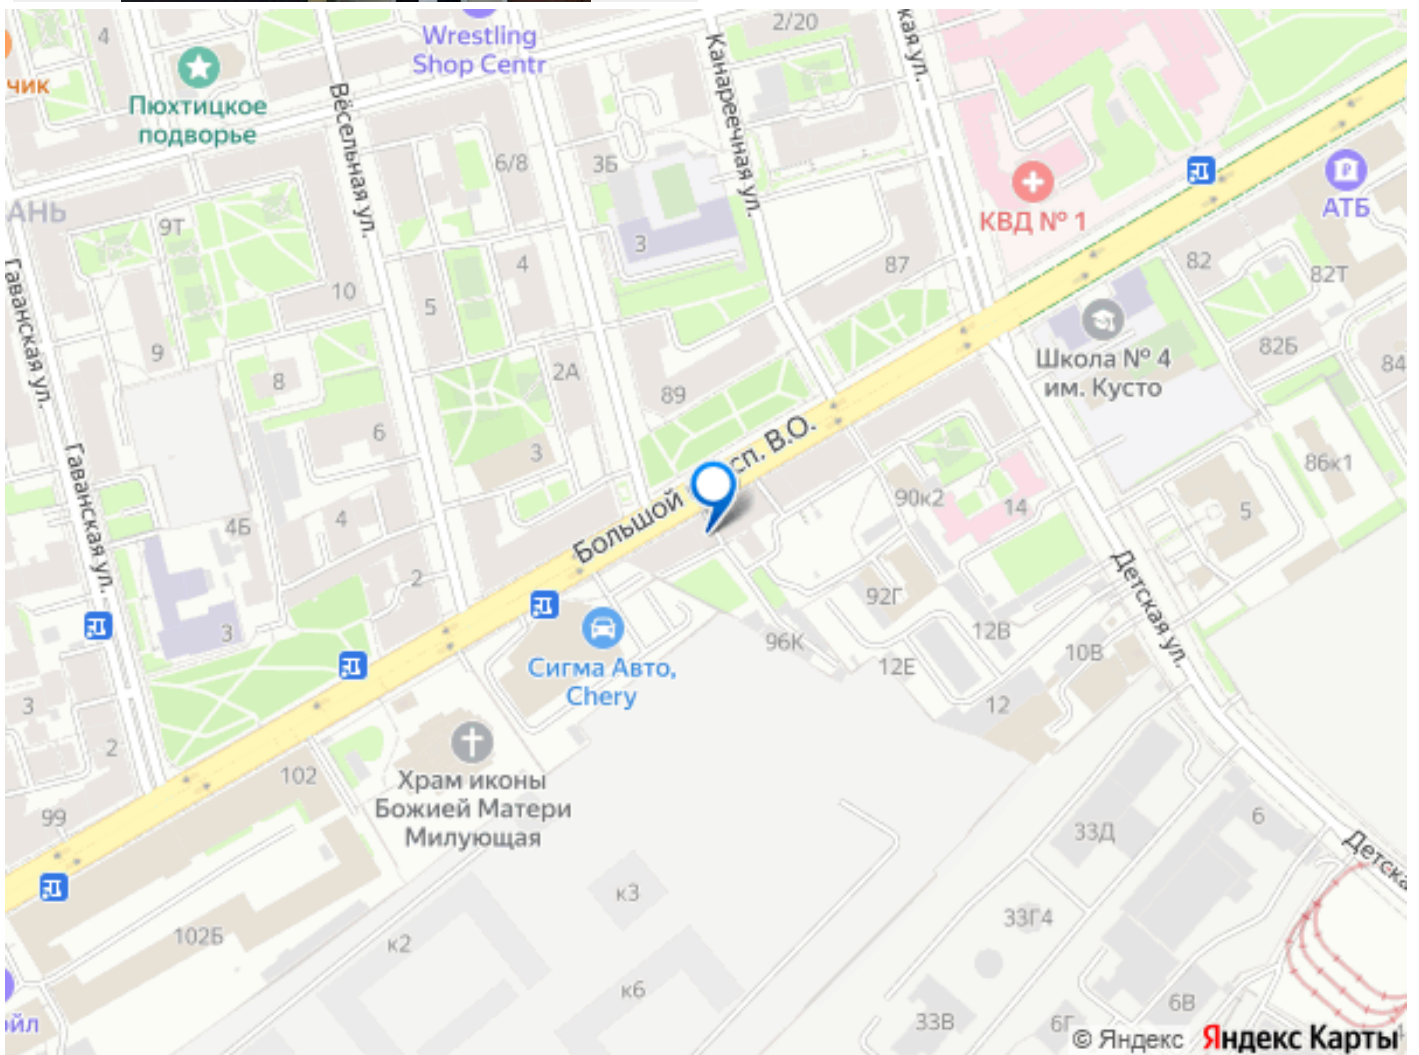 4
Wrestling
Shop Centr
2/20
кая ул.
чик
Пюхтицкое
подворье
Вёсельная ул.
Канареечная ул.
6/8
3Б
АНЬ
9Т
3
КВД № 1
АТБ
Гаванская ул.
10
5
4
87
82
82Т
9
8
2А
89
Школа № 4
им. Кусто
82Б
84
6
3
сп. В.О.
86к1
Гаванская ул.
4Б
4
Большой
90к2
14
5
2
92Г
Детская ул.
3
96К
12Е
12В
10В
Сигма Авто,
Chery
3
2
12
102
Храм иконы
Божией Матери
Милующая
99
33Д
6
Детска
к3
33Г4
102Б
к2
к6
ойл
33В
6Г
6В
4
© Яндекс Яндекс Карты